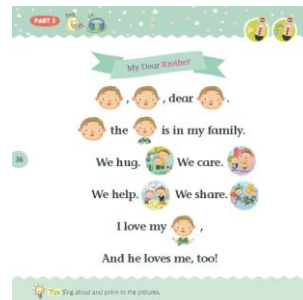 PART 3
My Dear Brother
, , dear .
the is in my family.
We hug. We care.
36
We help. We share.
I love my ,
And he loves me, too!
Tips Sing aloud and point to the pictures.